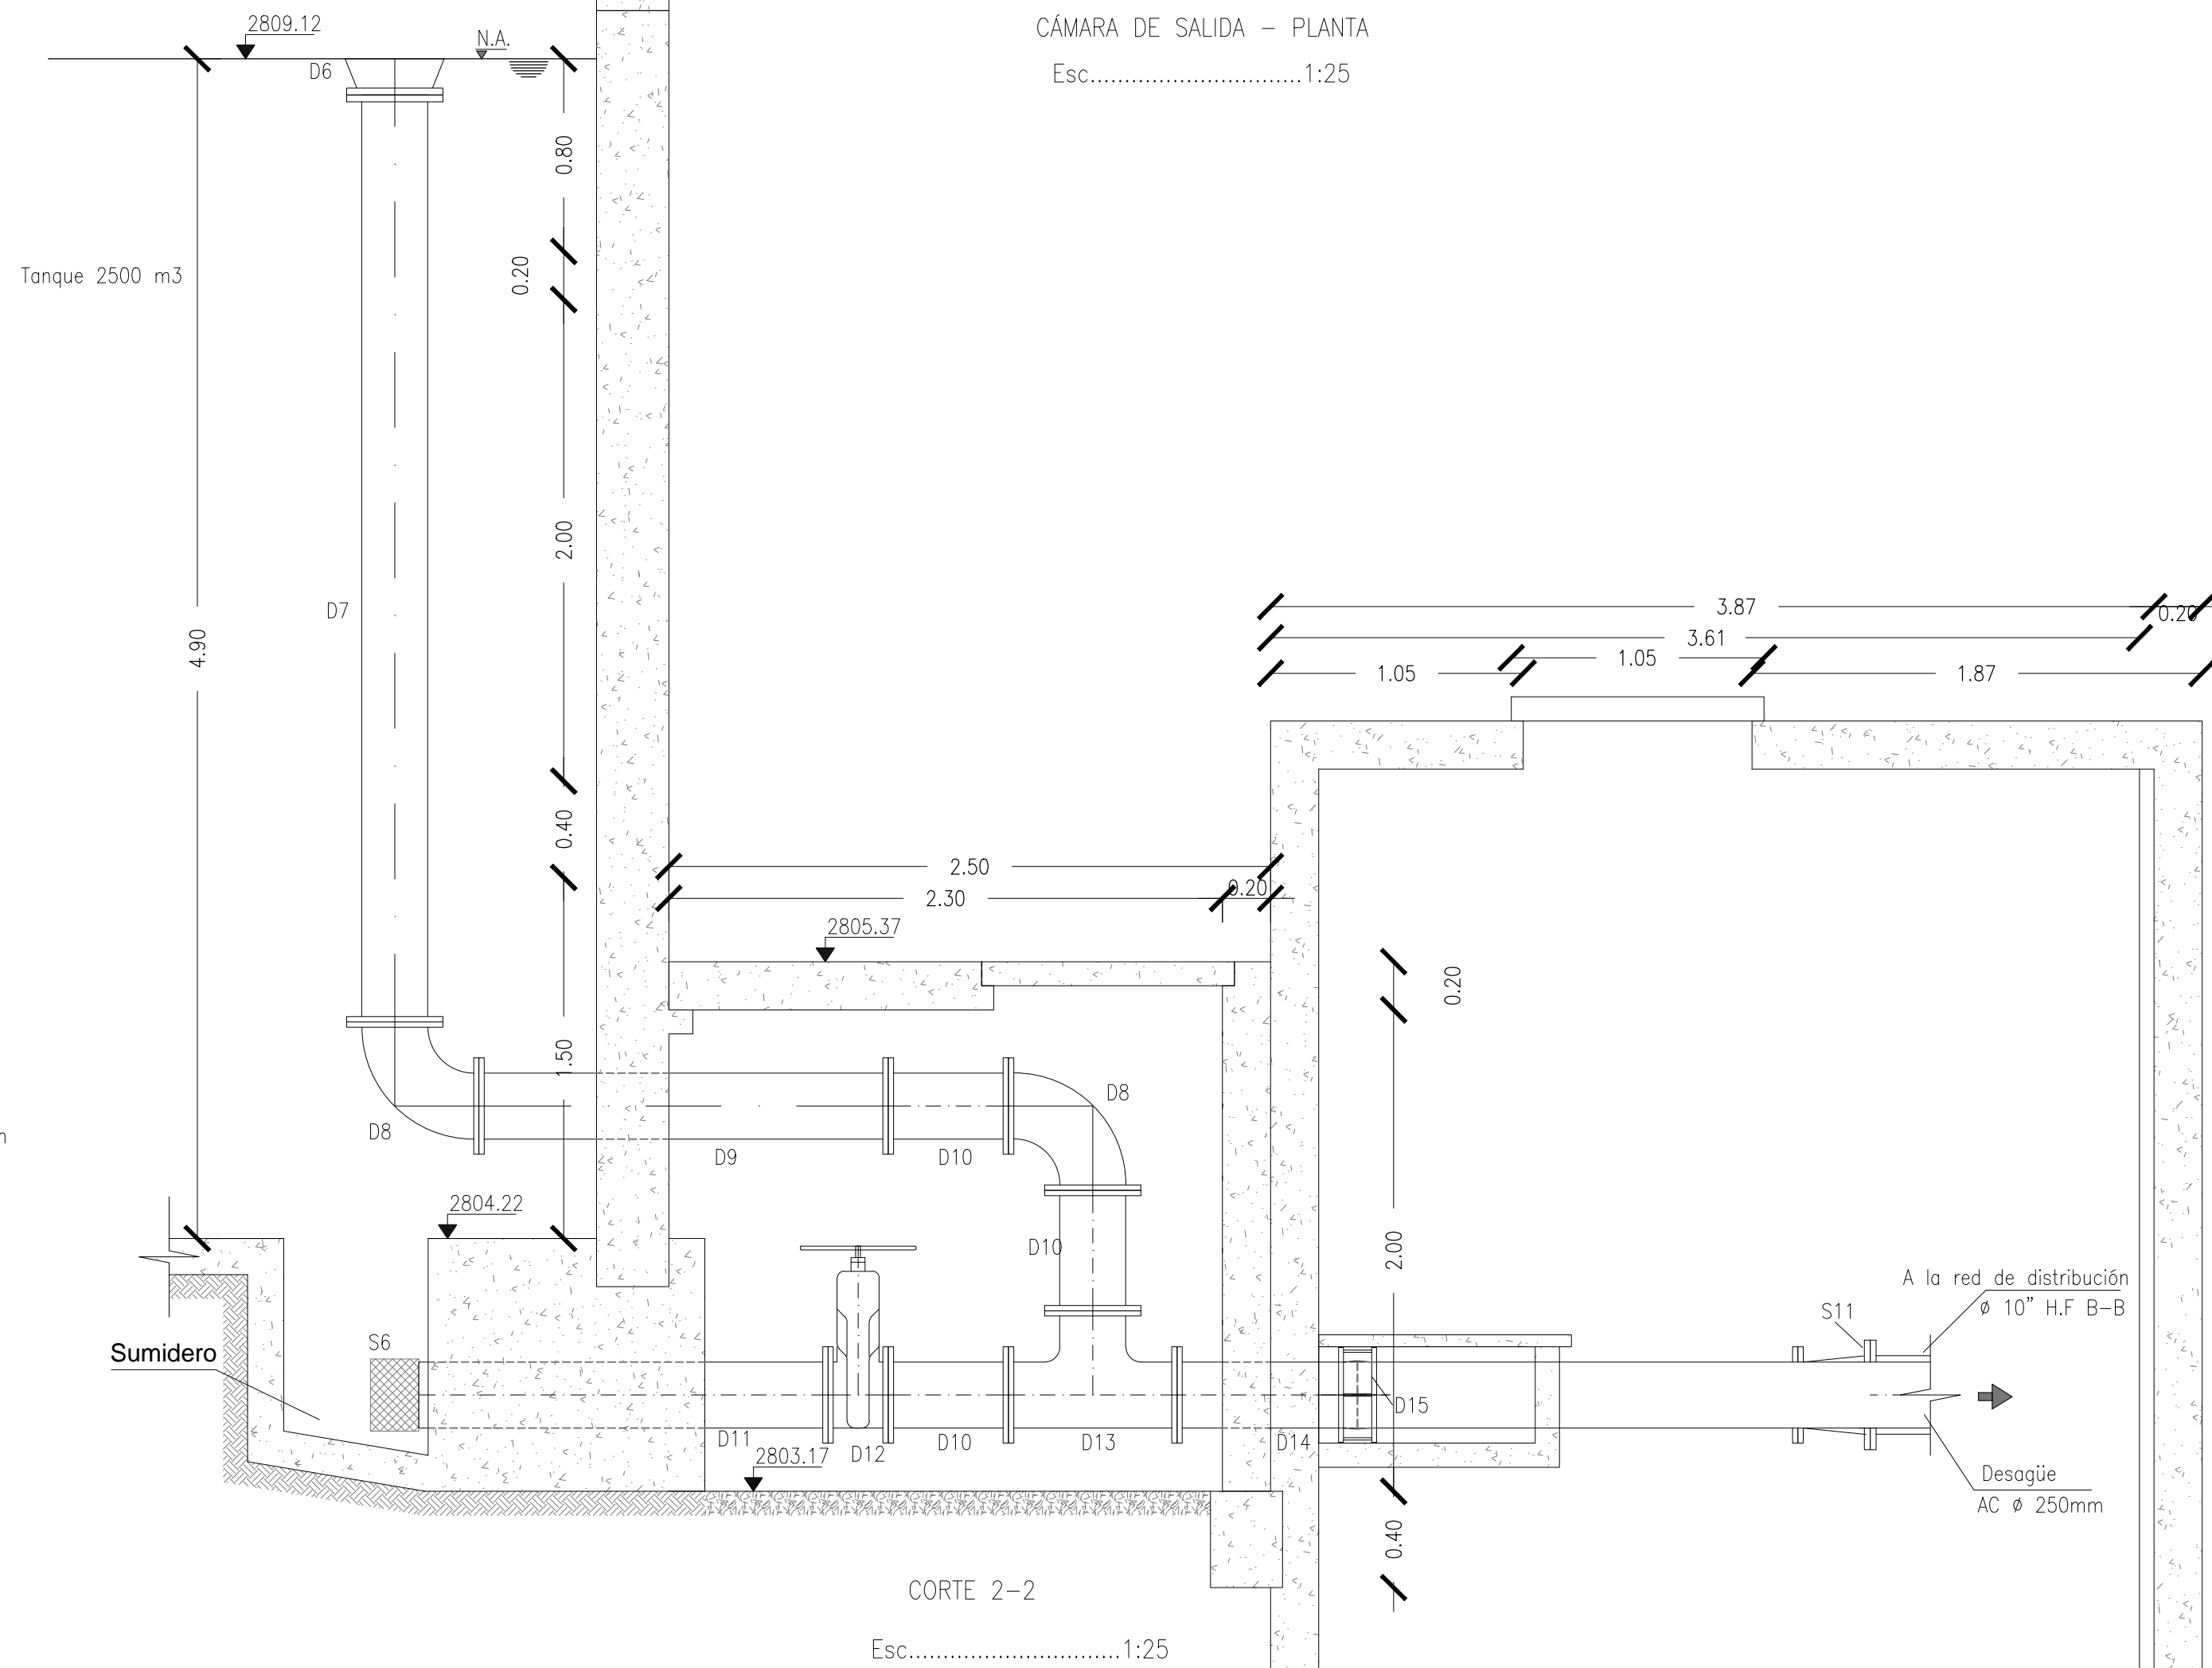 CÁMARA DE SALIDA - PLANTA
Esc...............................1:25
2809.12
N.A.
D6
0.80
0.20
Tanque 2500 m3
2.00
D7
4.90
3.87
0.20
3.61
1.05
1.05
1.87
0.40
2.50
2.30
0.20
2805.37
0.20
1.50
D8
D8
D9
D10
2804.22
D10
2.00
A la red de distribución
ø 10" H.F B-B
S11
S6
Sumidero
D15
D11
D12
D10
D13
D14
2803.17
Desagüe
AC ø 250mm
0.40
CORTE 2-2
Esc...............................1:25